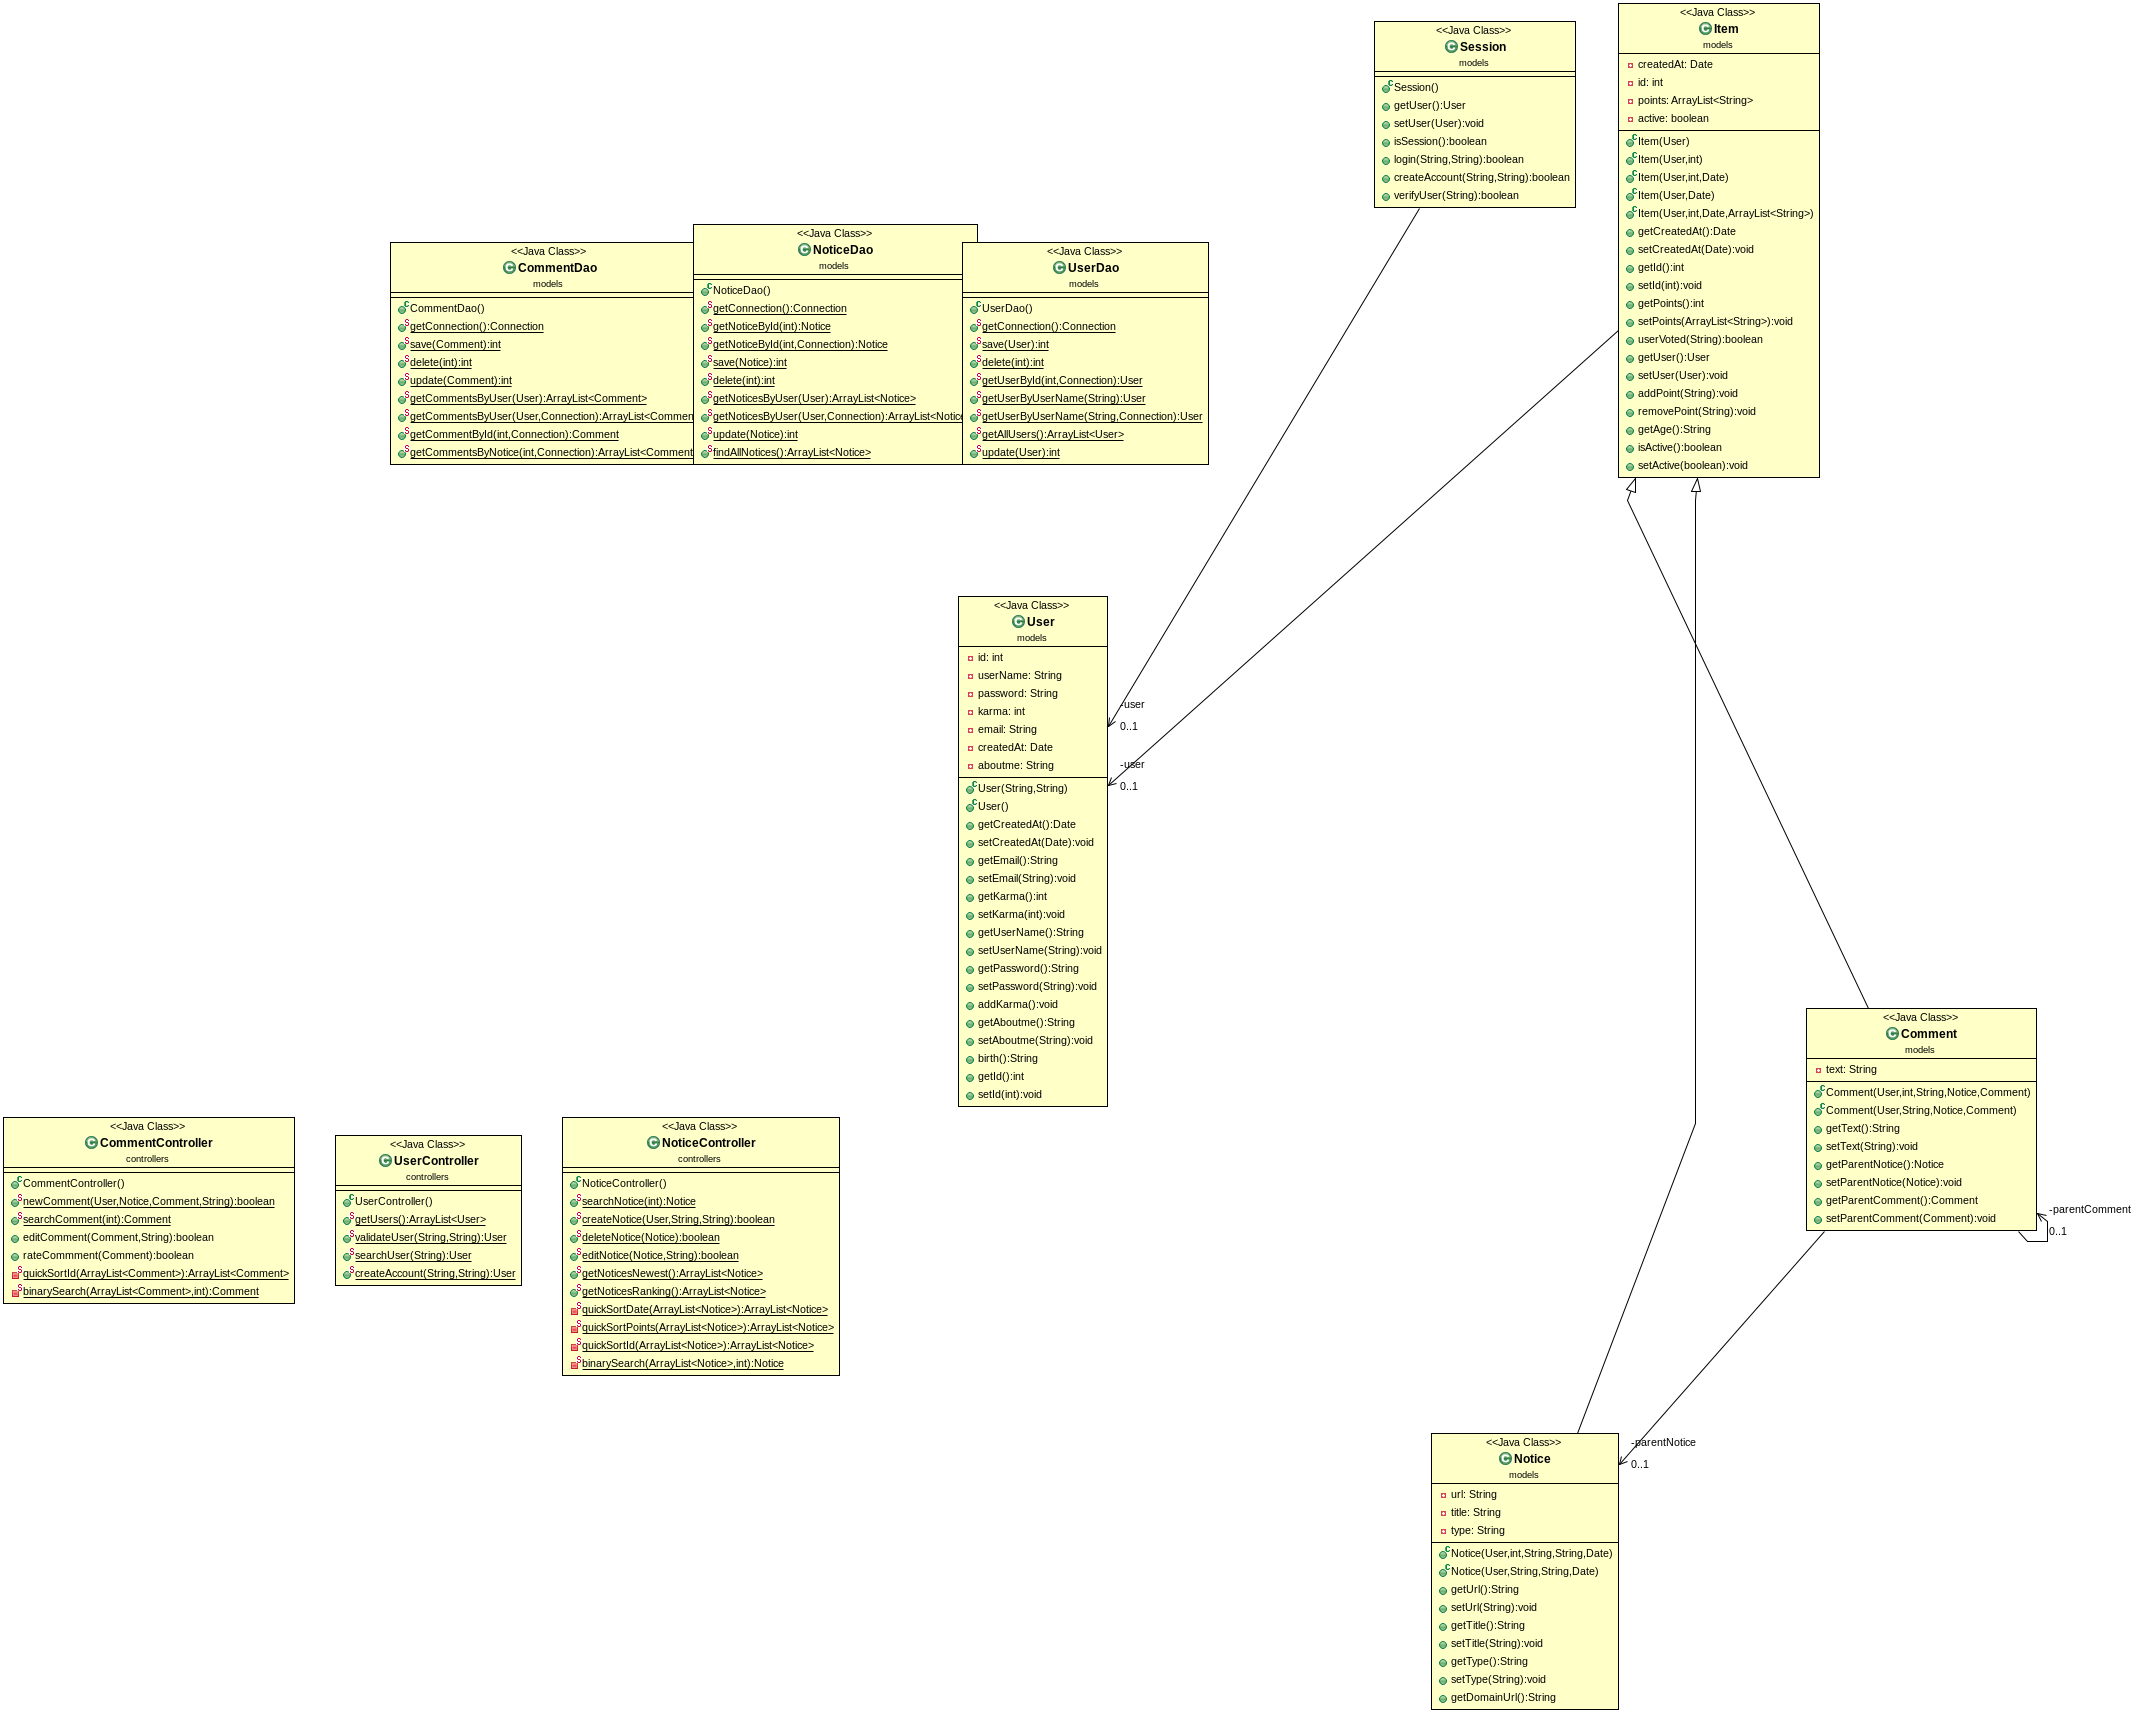 <<Java Class>>
Session
models
Session()
getUser():User
setUser(User):void
isSession():boolean
login(String,String):boolean
createAccount(String,String):boolean
verifyUser(String):boolean
<<Java Class>>
Item
models
createdAt: Date
id: int
points: ArrayList<String>
active: boolean
Item(User)
Item(User,int)
Item(User,int,Date)
Item(User,Date)
Item(User,int,Date,ArrayList<String>)
getCreatedAt():Date
setCreatedAt(Date):void
getId():int
setId(int):void
getPoints():int
setPoints(ArrayList<String>):void
userVoted(String):boolean
getUser():User
setUser(User):void
addPoint(String):void
removePoint(String):void
getAge():String
isActive():boolean
setActive(boolean):void
<<Java Class>>
CommentDao
models
CommentDao()
getConnection():Connection
save(Comment):int
delete(int):int
update(Comment):int
getCommentsByUser(User):ArrayList<Comment>
getCommentsByUser(User,Connection):ArrayList<Commen
getCommentById(int,Connection):Comment
getCommentsByNotice(int,Connection):ArrayList<Comment
<<Java Class>>
NoticeDao
models
NoticeDao()
getConnection():Connection
getNoticeById(int):Notice
getNoticeById(int,Connection):Notice
save(Notice):int
delete(int):int
getNoticesByUser(User):ArrayList<Notice>
getNoticesByUser(User,Connection):ArrayList<Notice
update(Notice):int
findAllNotices():ArrayList<Notice>
<<Java Class>>
UserDao
models
UserDao()
getConnection():Connection
save(User):int
delete(int):int
getUserById(int,Connection):User
getUserByUserName(String):User
getUserByUserName(String,Connection):User
getAllUsers():ArrayList<User>
update(User):int
<<Java Class>>
User
models
id: int
userName: String
password: String
karma: int
email: String
createdAt: Date
aboutme: String
User(String,String)
User()
getCreatedAt():Date
setCreatedAt(Date):void
getEmail():String
setEmail(String):void
getKarma():int
setKarma(int):void
getUserName():String
setUserName(String):void
getPassword():String
setPassword(String):void
addKarma():void
getAboutme():String
setAboutme(String):void
birth():String
getId():int
setId(int):void
-user
0..1
-user
0..1
<<Java Class>>
Comment
models
text: String
Comment(User,int,String,Notice,Comment)
Comment(User,String,Notice,Comment)
getText():String
setText(String):void
getParentNotice():Notice
setParentNotice(Notice):void
getParentComment():Comment
setParentComment(Comment):void
-parentComment
0..1
<<Java Class>>
CommentController
controllers
CommentController()
newComment(User,Notice,Comment,String):boolean
searchComment(int):Comment
editComment(Comment,String):boolean
rateCommment(Comment):boolean
quickSortId(ArrayList<Comment>):ArrayList<Comment>
binarySearch(ArrayList<Comment>,int):Comment
<<Java Class>>
UserController
controllers
UserController()
getUsers():ArrayList<User>
validateUser(String,String):User
searchUser(String):User
createAccount(String,String):User
<<Java Class>>
NoticeController
controllers
NoticeController()
searchNotice(int):Notice
createNotice(User,String,String):boolean
deleteNotice(Notice):boolean
editNotice(Notice,String):boolean
getNoticesNewest():ArrayList<Notice>
getNoticesRanking():ArrayList<Notice>
quickSortDate(ArrayList<Notice>):ArrayList<Notice>
quickSortPoints(ArrayList<Notice>):ArrayList<Notice>
quickSortId(ArrayList<Notice>):ArrayList<Notice>
binarySearch(ArrayList<Notice>,int):Notice
-parentNotice
0..1
<<Java Class>>
Notice
models
url: String
title: String
type: String
Notice(User,int,String,String,Date)
Notice(User,String,String,Date)
getUrl():String
setUrl(String):void
getTitle():String
setTitle(String):void
getType():String
setType(String):void
getDomainUrl():String